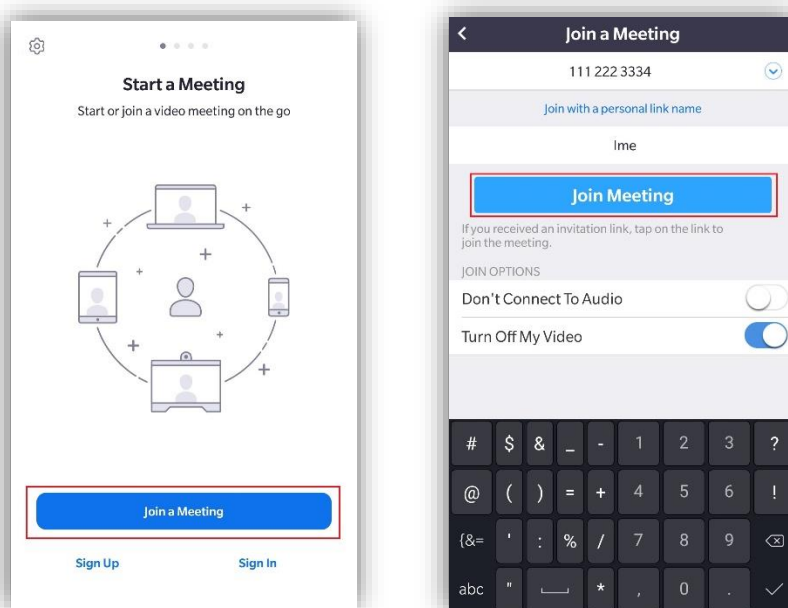 Start a Meeting
Start or join a video meeting on the go
Join a Meeting
Sign Up
Sign In
Join a Meeting
111 222 3334
Join with a personal link name
Ime
Join Meeting
If you received an invitation link, tap on the link to
join the meeting.
JOIN OPTIONS
Don't Connect To Audio
Turn Off My Video
# $ & _ - 1 2 3 ?
@ ( ) = + 4 5 6 !
{&= ' : % / 7 8 9
abc " * , 0 .